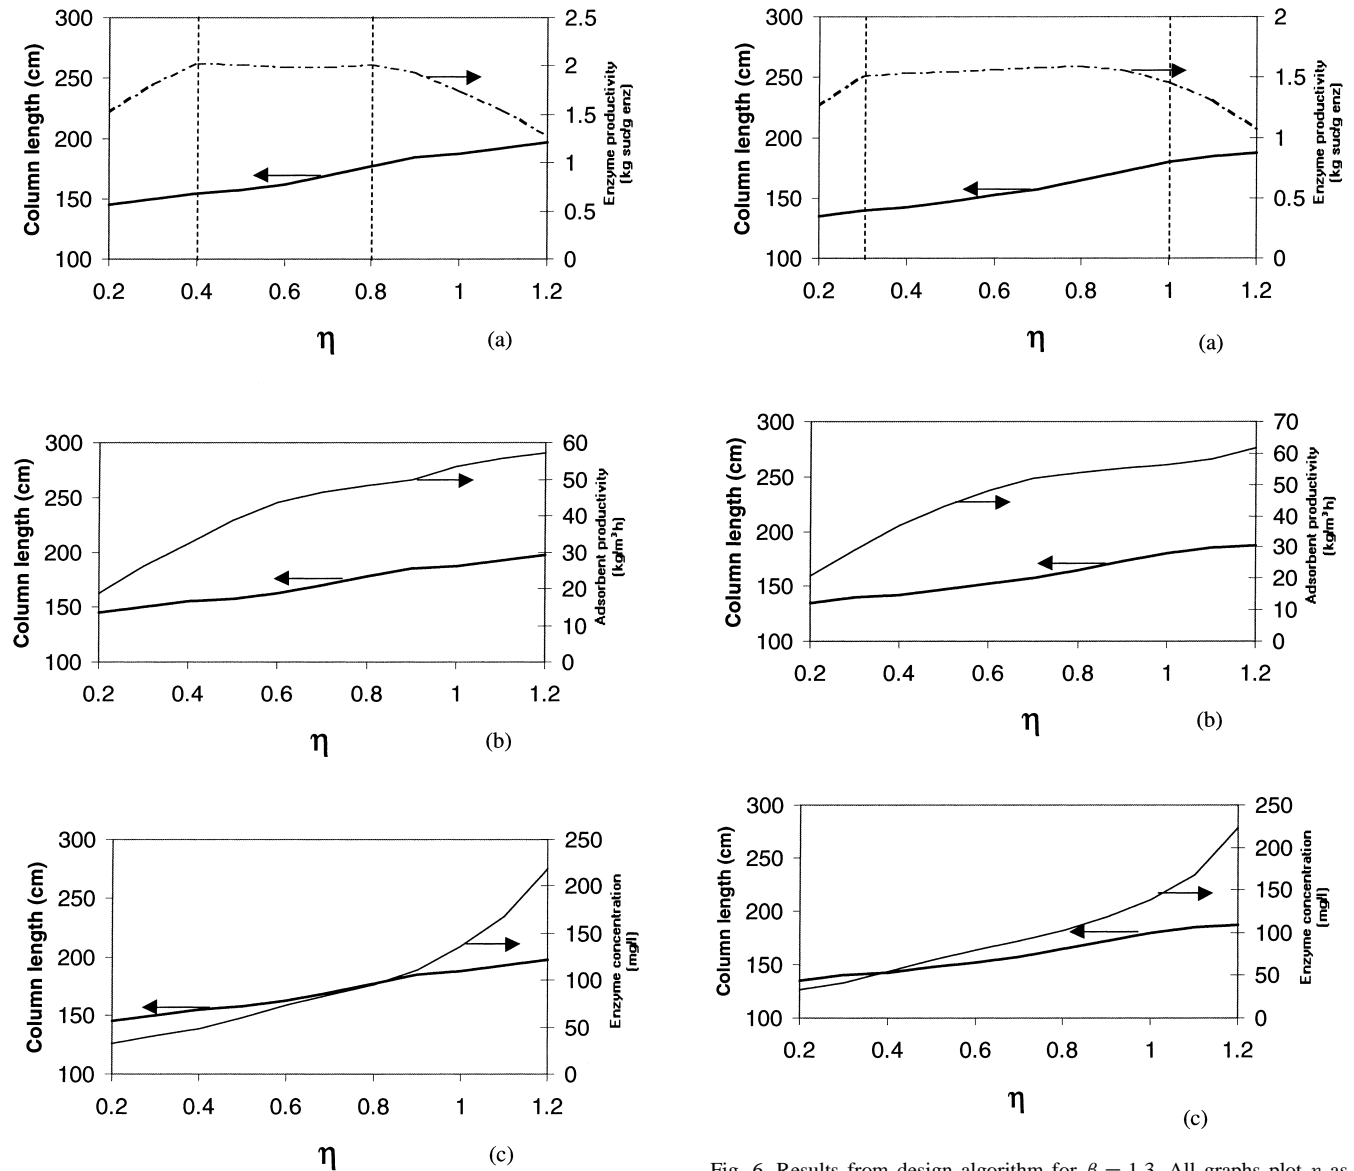 300
250
200
150
100
Column length (cm)
2.5
2
1.5
1
0.5
0
Enzyme productivity
[kg suc/g enz]
0.2 0.4 0.6 0.8 1 1.2
η (a)
300
250
200
150
100
Column length (cm)
60
50
40
30
20
10
0
Adsorbent productivity
[kg/m³h]
0.2 0.4 0.6 0.8 1 1.2
η (b)
300
250
200
150
100
Column length (cm)
250
200
150
100
50
0
Enzyme concentration
[mg/l]
0.2 0.4 0.6 0.8 1 1.2
η (c)
300
250
200
150
100
Column length (cm)
2
1.5
1
0.5
0
Enzyme productivity
[kg suc/g enz]
0.2 0.4 0.6 0.8 1 1.2
η (a)
300
250
200
150
100
Column length (cm)
70
60
50
40
30
20
10
0
Adsorbent productivity
[kg/m³h]
0.2 0.4 0.6 0.8 1 1.2
η (b)
300
250
200
150
100
Column length (cm)
250
200
150
100
50
0
Enzyme concentration
[mg/l]
0.2 0.4 0.6 0.8 1 1.2
η (c)
Fig. 6. Results from design algorithm for β = 1.3. All graphs plot η as